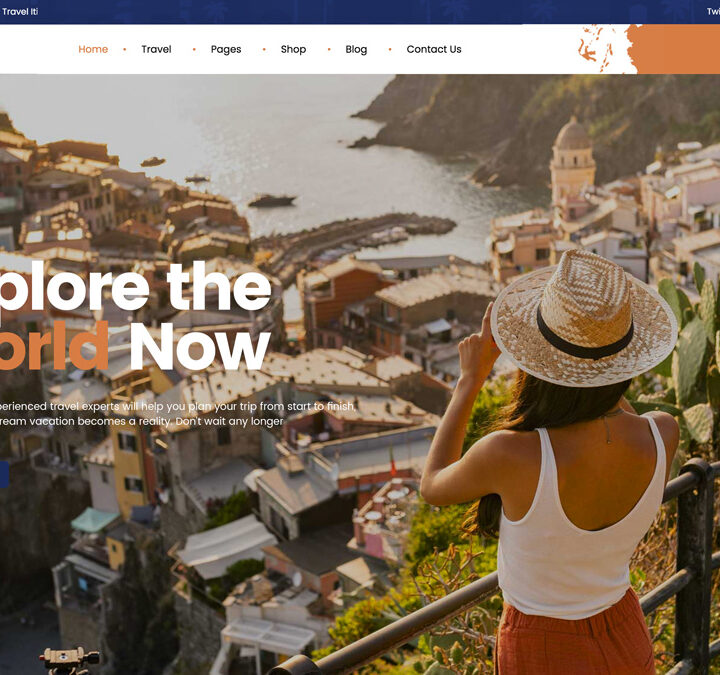 Travel Iti
Twi
Home • Travel • Pages • Shop • Blog • Contact Us
plore the
orld Now
perienced travel experts will help you plan your trip from start to finish,
ream vacation becomes a reality. Don't wait any longer